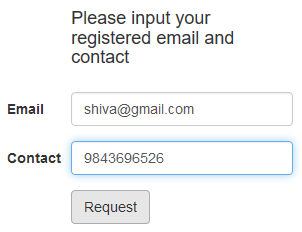 Please input your
registered email and
contact
Email shiva@gmail.com
Contact 9843696526
Request